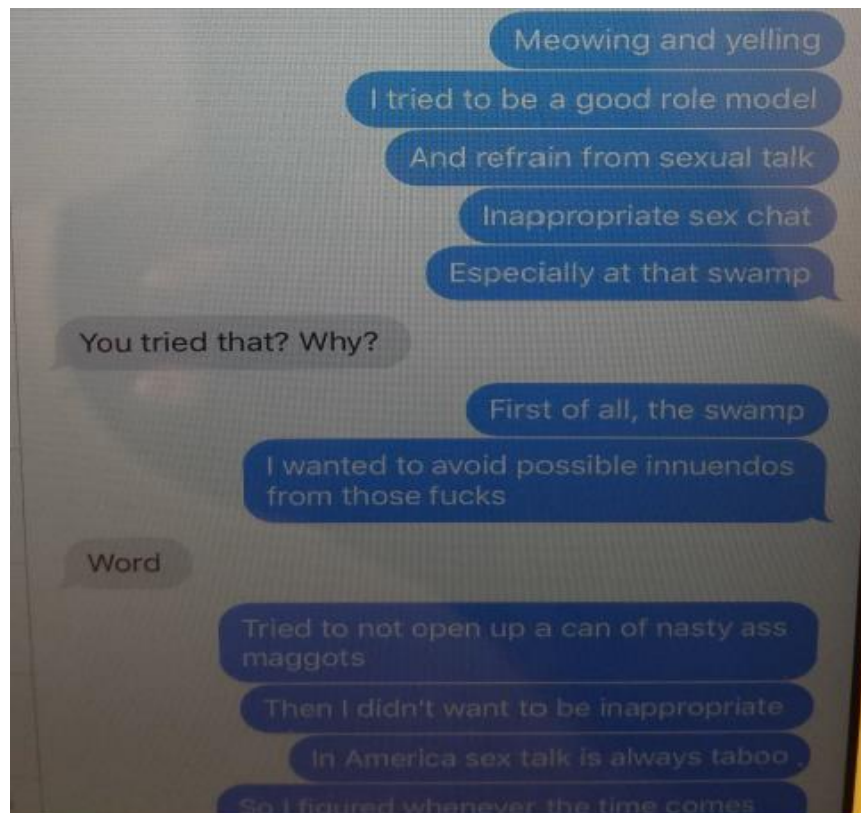 Meowing and yelling
I tried to be a good role model
And refrain from sexual talk
Inappropriate sex chat
Especially at that swamp
You tried that? Why?
First of all, the swamp
I wanted to avoid possible innuendos
from those fucks
Word
Tried to not open up a can of nasty ass
maggots
Then I didn't want to be inappropriate
In America sex talk is always taboo .
So I figured whenever the time comes